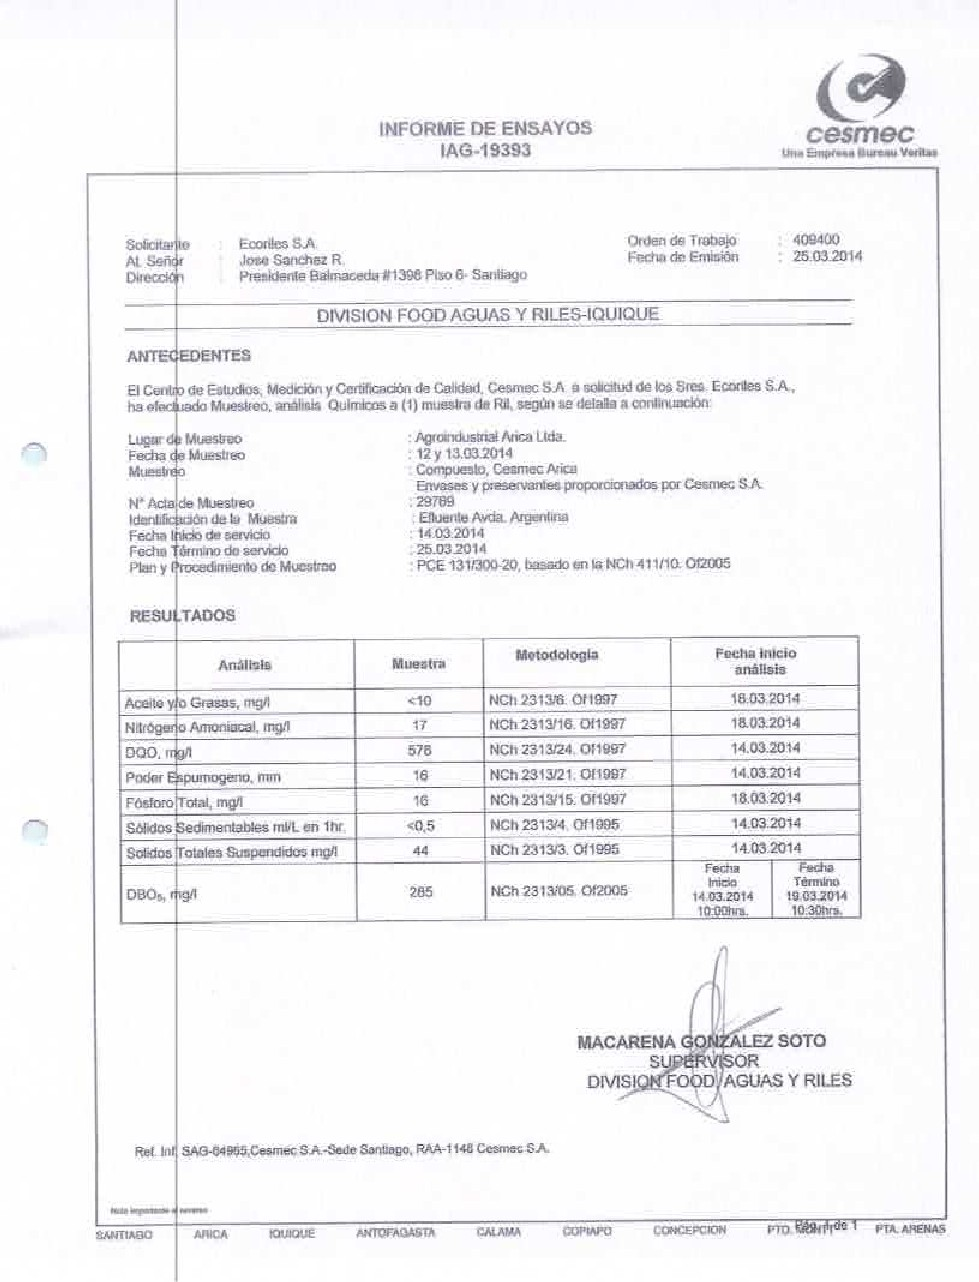 cesmec
Una Empresa Bureau Veritas
INFORME DE ENSAYOS
IAG-19393
Solicitante : Ecoriles S.A.
AL Señor : Jose Sanchez R.
Dirección : Presidente Balmaceda #1398 Piso 6- Santiago
Orden de Trabajo : 409400
Fecha de Emisión : 25.03.2014
DIVISION FOOD AGUAS Y RILES-IQUIQUE
ANTECEDENTES
El Centro de Estudios, Medición y Certificación de Calidad, Cesmec S.A. a solicitud de los Sres. Ecoriles S.A.,
ha efectuado Muestreo, análisis Químicos a (1) muestra de Ril, según se detalla a continuación:
Lugar de Muestreo : Agroindustrial Arica Ltda.
Fecha de Muestreo : 12 y 13.03.2014
Muestreo : Compuesto, Cesmec Arica
Envases y preservantes proporcionados por Cesmec S.A.
N° Acta de Muestreo : 29769
Identificación de la Muestra : Efluente Avda. Argentina
Fecha Inicio de servicio : 14.03.2014
Fecha Término de servicio : 25.03.2014
Plan y Procedimiento de Muestreo : PCE 131/300-20, basado en la NCh 411/10. Of2005
RESULTADOS
Análisis Muestra Metodología Fecha inicio análisis
Aceite y/o Grasas, mg/l <10 NCh 2313/6. Of1997 18.03.2014
Nitrógeno Amoniacal, mg/l 17 NCh 2313/16. Of1997 18.03.2014
DQO, mg/l 576 NCh 2313/24. Of1997 14.03.2014
Poder Espumogeno, mm 16 NCh 2313/21. Of1997 14.03.2014
Fósforo Total, mg/l 16 NCh 2313/15. Of1997 18.03.2014
Sólidos Sedimentables ml/L en 1hr. <0,5 NCh 2313/4. Of1995 14.03.2014
Solidos Totales Suspendidos mg/l 44 NCh 2313/3. Of1995 14.03.2014
DBO₅, mg/l 265 NCh 2313/05. Of2005 Fecha Inicio 14.03.2014 10:00hrs. Fecha Término 19.03.2014 10:30hrs.
MACARENA GONZALEZ SOTO
SUPERVISOR
DIVISION FOOD, AGUAS Y RILES
Ref. Inf. SAG-64965,Cesmec S.A.-Sede Santiago, RAA-1146 Cesmec S.A.
Nota importante al reverso
Pág. 1 de 1
SANTIAGO ARICA IQUIQUE ANTOFAGASTA CALAMA COPIAPO CONCEPCION PTO. MONTT PTA. ARENAS